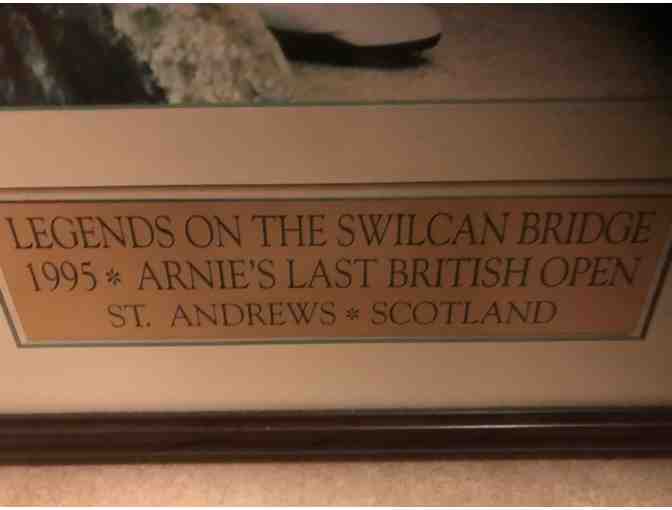 LEGENDS ON THE SWILCAN BRIDGE
1995 * ARNIE'S LAST BRITISH OPEN
ST. ANDREWS * SCOTLAND